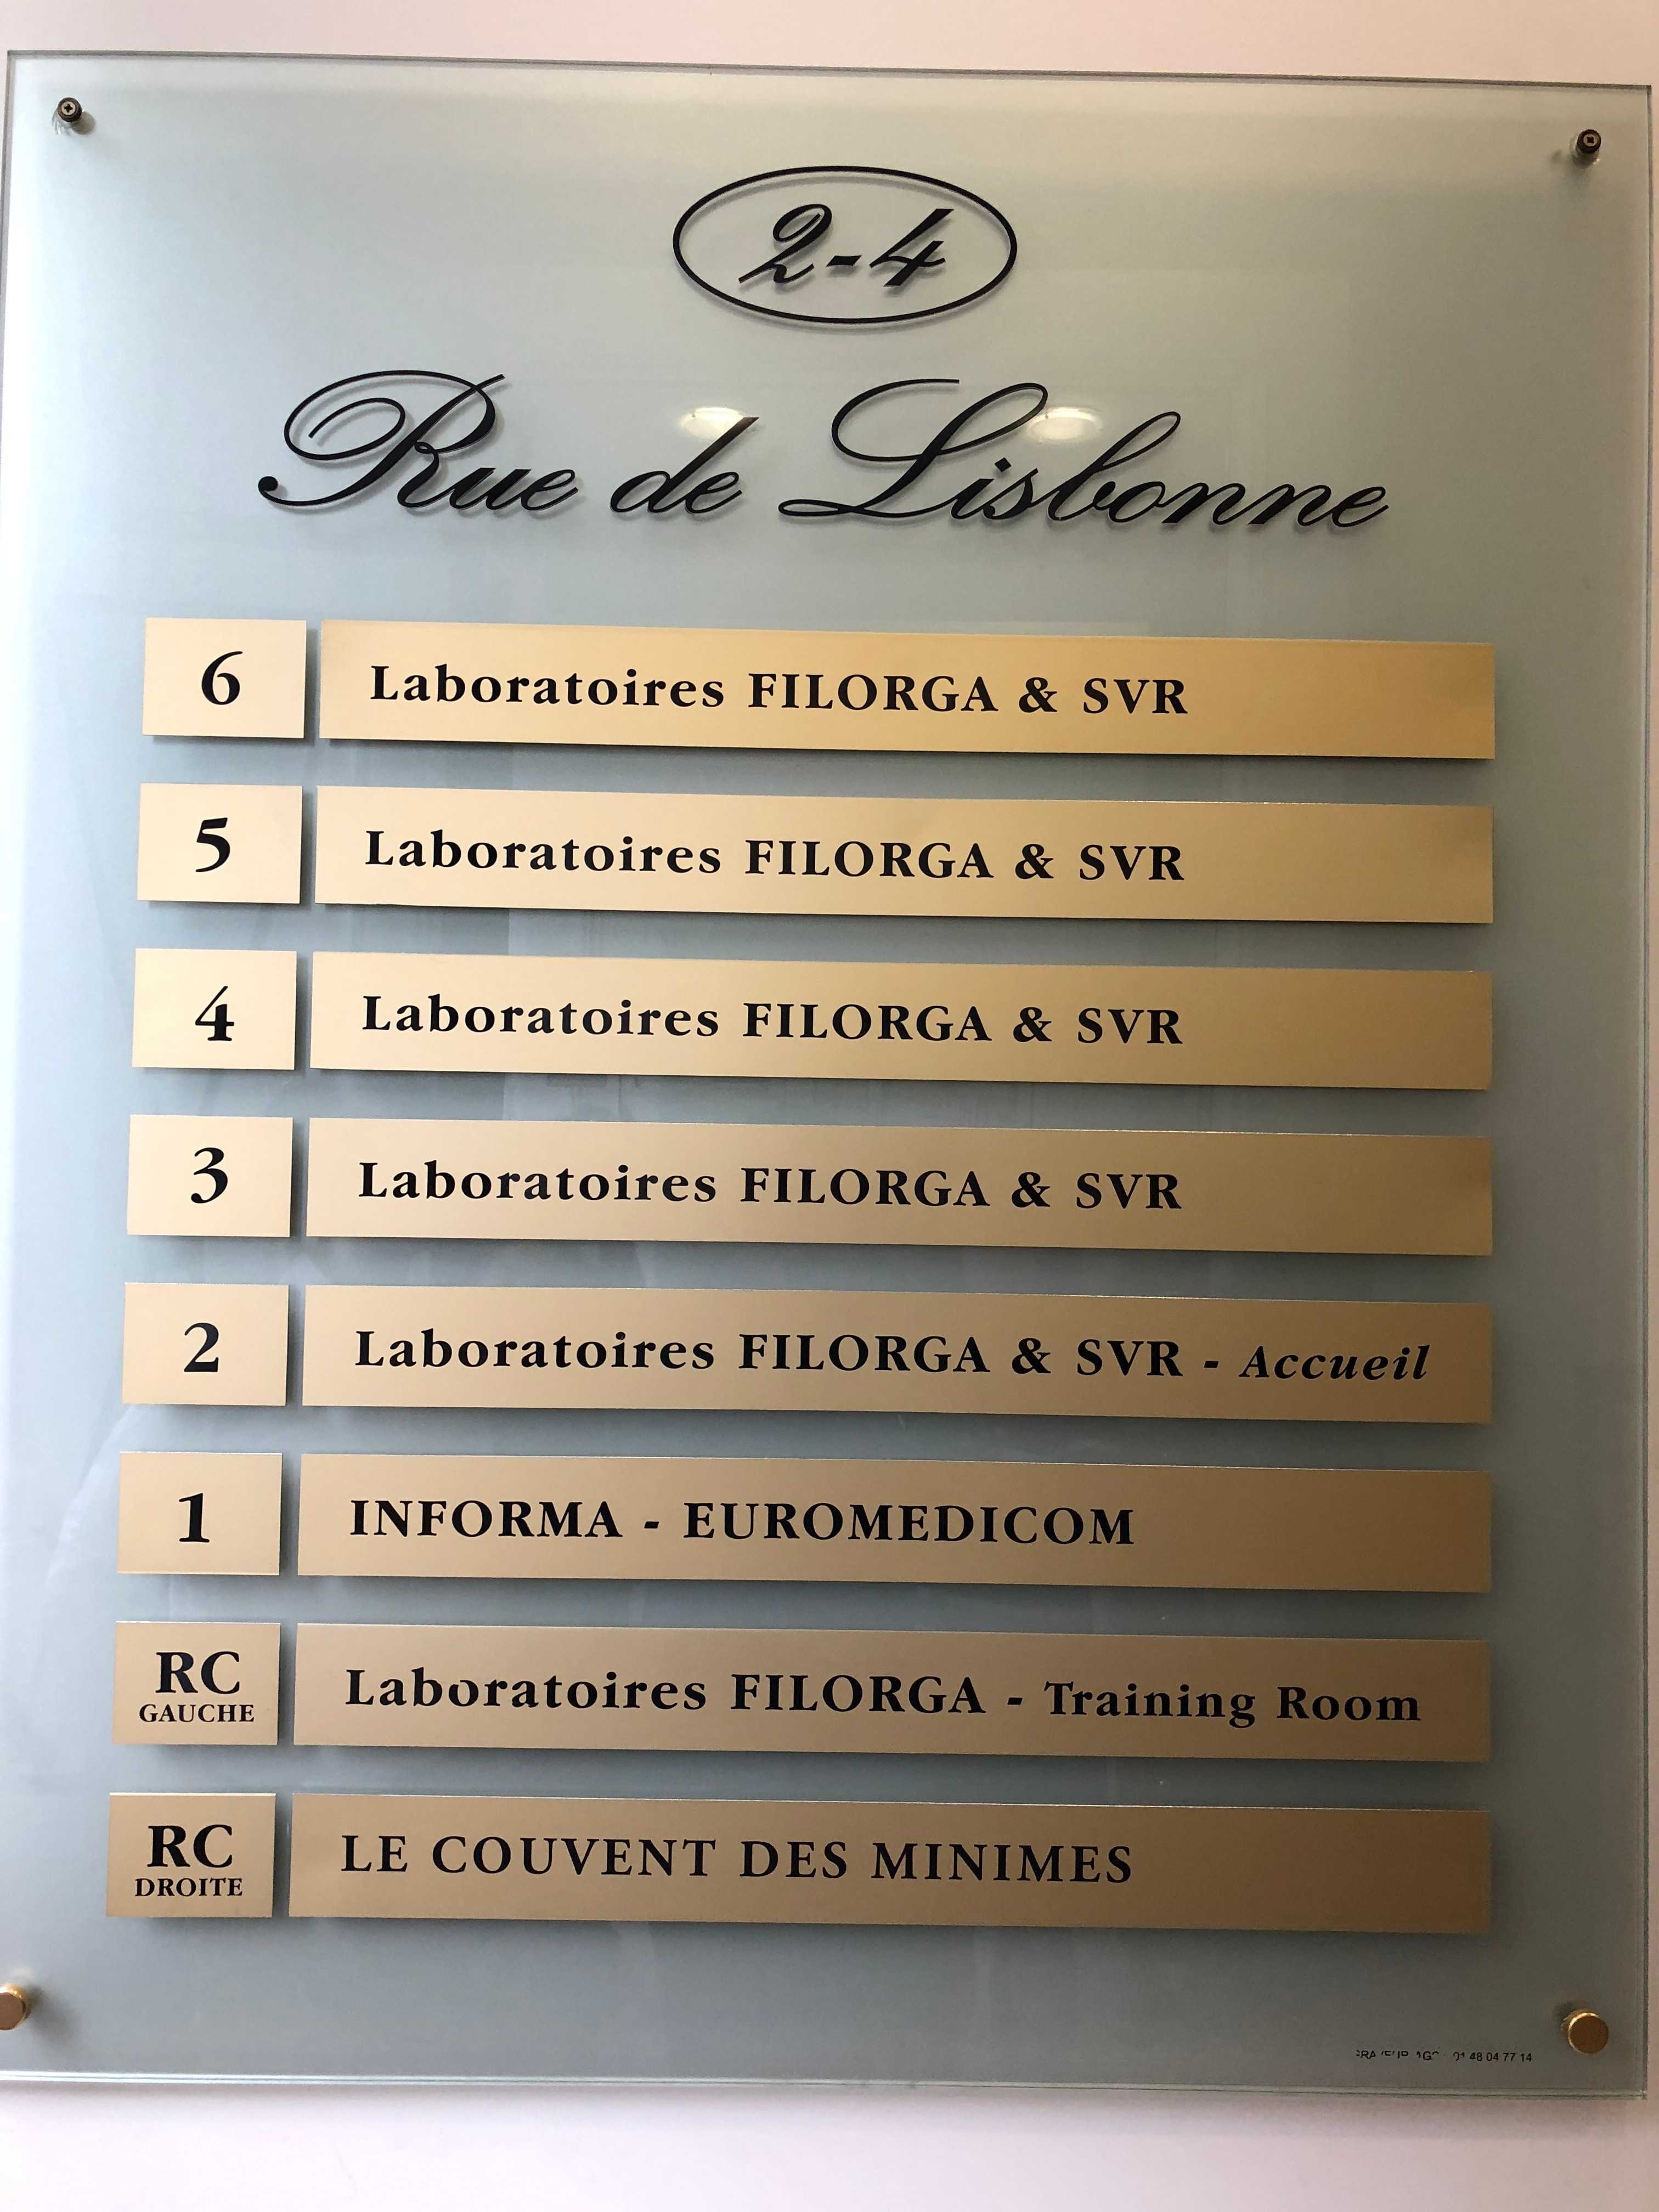 2-4
Rue de Lisbonne
6 Laboratoires FILORGA & SVR
5 Laboratoires FILORGA & SVR
4 Laboratoires FILORGA & SVR
3 Laboratoires FILORGA & SVR
2 Laboratoires FILORGA & SVR - Accueil
1 INFORMA - EUROMEDICOM
RC
GAUCHE
Laboratoires FILORGA - Training Room
RC
DROITE
LE COUVENT DES MINIMES
48 04 77 14